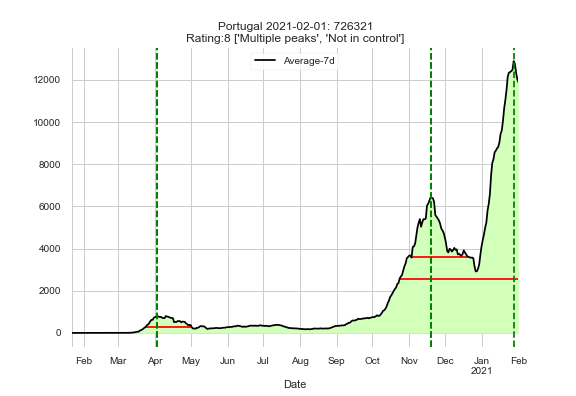 Portugal 2021-02-01: 726321
Rating:8 ['Multiple peaks', 'Not in control']
Average-7d
12000
10000
8000
6000
4000
2000
0
Feb Mar Apr May Jun Jul Aug Sep Oct Nov Dec Jan Feb
2021
Date